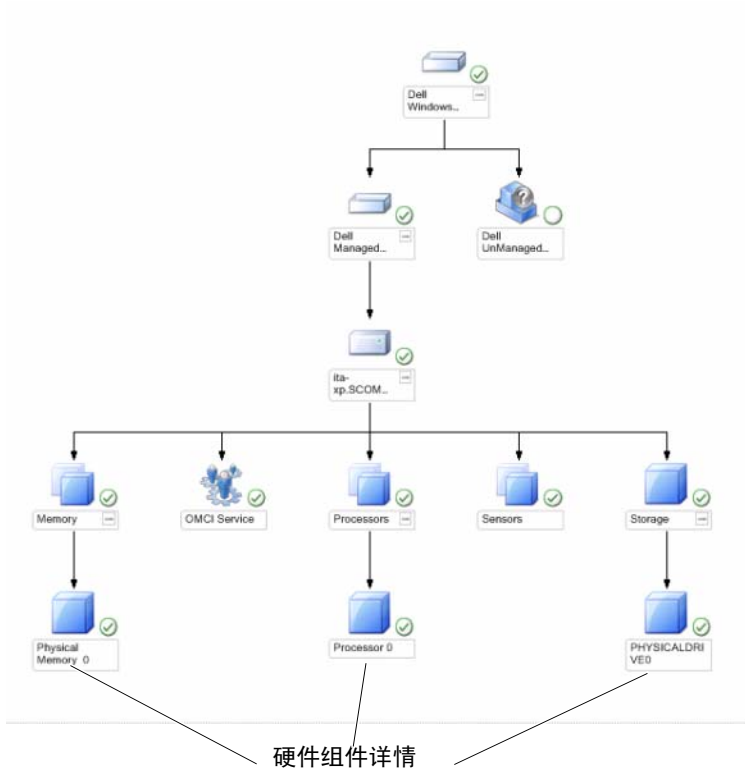 Dell
Windows...
Dell
Managed...
Dell
UnManaged...
ita-
xp.SCOM...
Memory
OMCI Service
Processors
Sensors
Storage
Physical
Memory 0
Processor 0
PHYSICALDRI
VE0
硬件组件详情